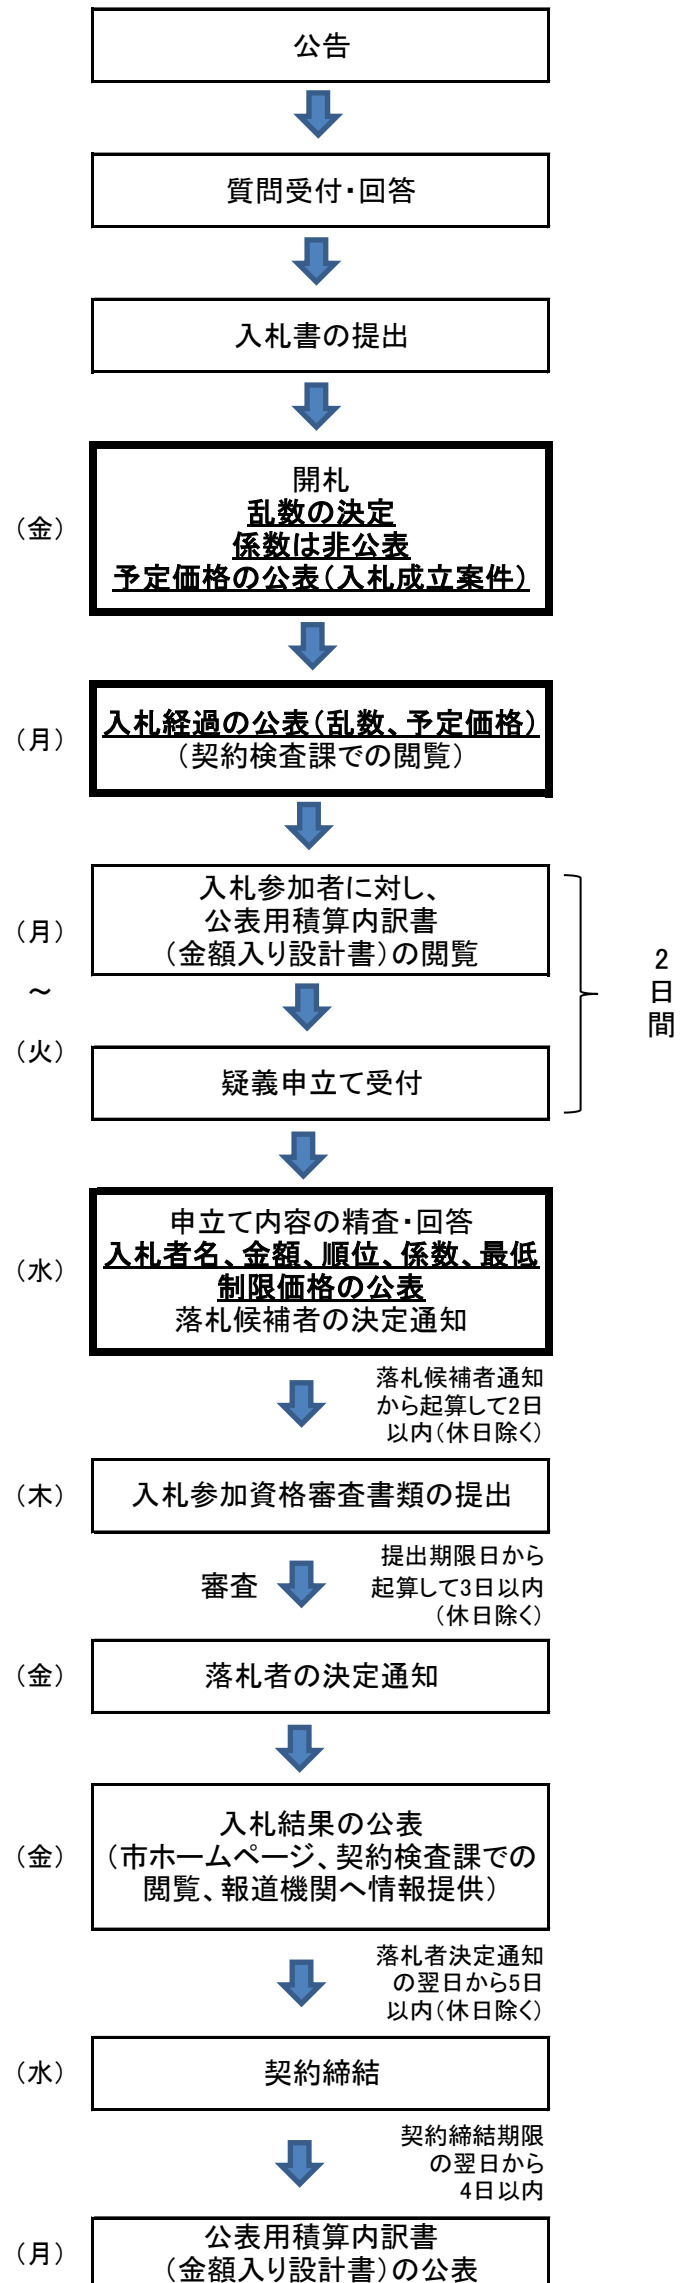 公告
質問受付・回答
入札書の提出
(金)
開札
乱数の決定
係数は非公表
予定価格の公表(入札成立案件)
(月)
入札経過の公表(乱数、予定価格)
(契約検査課での閲覧)
(月)
~
(火)
入札参加者に対し、
公表用積算内訳書
(金額入り設計書)の閲覧
疑義申立て受付
2
日
間
(水)
申立て内容の精査・回答
入札者名、金額、順位、係数、最低
制限価格の公表
落札候補者の決定通知
落札候補者通知
から起算して2日
以内(休日除く)
(木)
入札参加資格審査書類の提出
審査
提出期限日から
起算して3日以内
(休日除く)
(金)
落札者の決定通知
(金)
入札結果の公表
(市ホームページ、契約検査課での
閲覧、報道機関へ情報提供)
落札者決定通知
の翌日から5日
以内(休日除く)
(水)
契約締結
契約締結期限
の翌日から
4日以内
(月)
公表用積算内訳書
(金額入り設計書)の公表